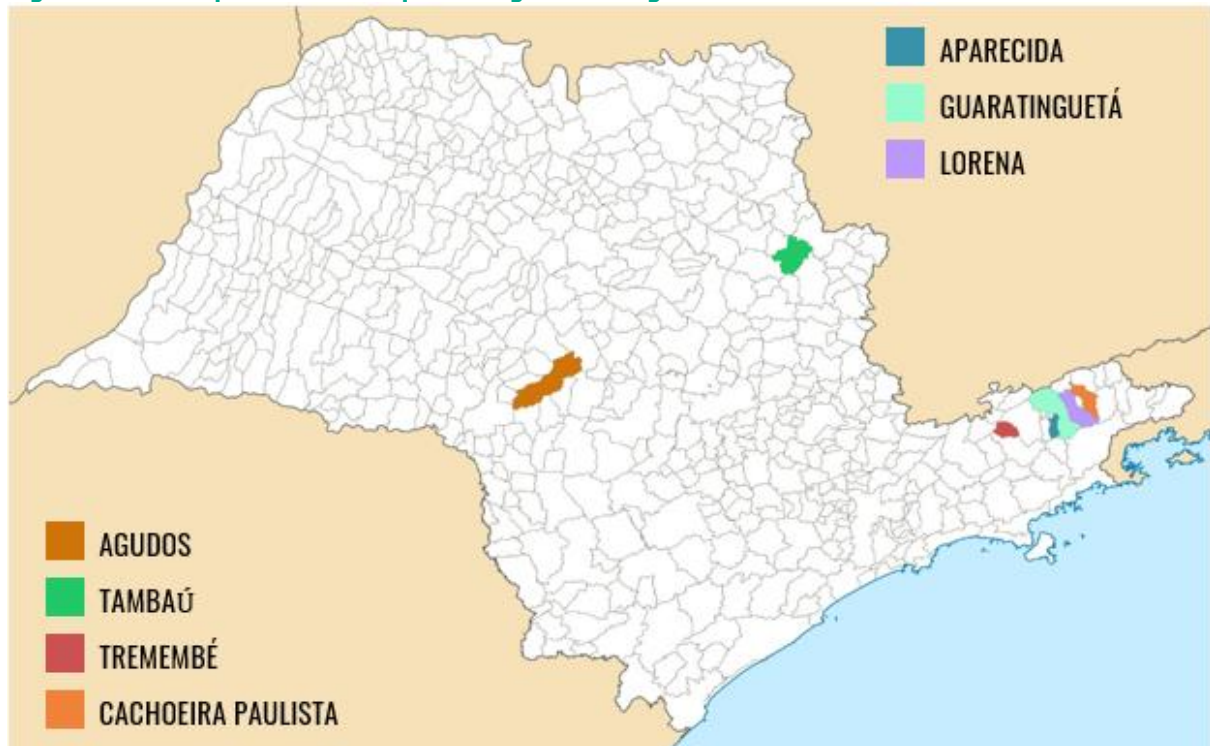 APARECIDA
GUARATINGUETÁ
LORENA
AGUDOS
TAMBAÚ
TREMEMBÉ
CACHOEIRA PAULISTA